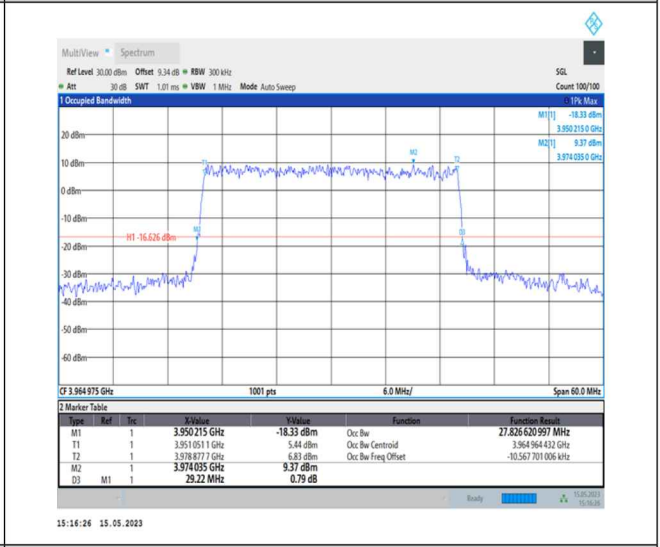 MultiView Spectrum
Ref Level 30.00 dBm Offset 9.34 dB RBW 300 kHz SGL
Att 30 dB SWT 1.01 ms VBW 1 MHz Mode Auto Sweep Count 100/100
1 Occupied Bandwidth 1Pk Max
M1[1] -18.33 dBm
3.950 215 0 GHz
M2[1] 9.37 dBm
3.974 035 0 GHz
20 dBm
10 dBm
T1 M2 T2
0 dBm
-10 dBm
H1 -16.626 dBm D3
-30 dBm
-40 dBm
-50 dBm
-60 dBm
CF 3.964 975 GHz 1001 pts 6.0 MHz/ Span 60.0 MHz
2 Marker Table
Type Ref Trc X-Value Y-Value Function Function Result
M1 1 3.950 215 GHz -18.33 dBm Occ Bw 27.826 620 997 MHz
T1 1 3.951 051 1 GHz 5.44 dBm Occ Bw Centroid 3.964 964 432 GHz
T2 1 3.978 877 7 GHz 6.83 dBm Occ Bw Freq Offset -10.567 701 006 kHz
M2 1 3.974 035 GHz 9.37 dBm
D3 M1 1 29.22 MHz 0.79 dB
Ready 15.05.2023
15:16:26
15:16:26 15.05.2023